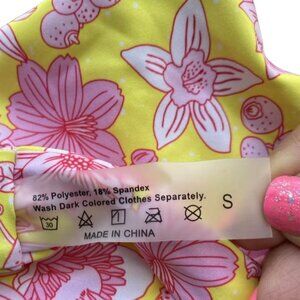 82% Polyester, 18% Spandex
Wash Dark Colored Clothes Separately.
30
S
MADE IN CHINA